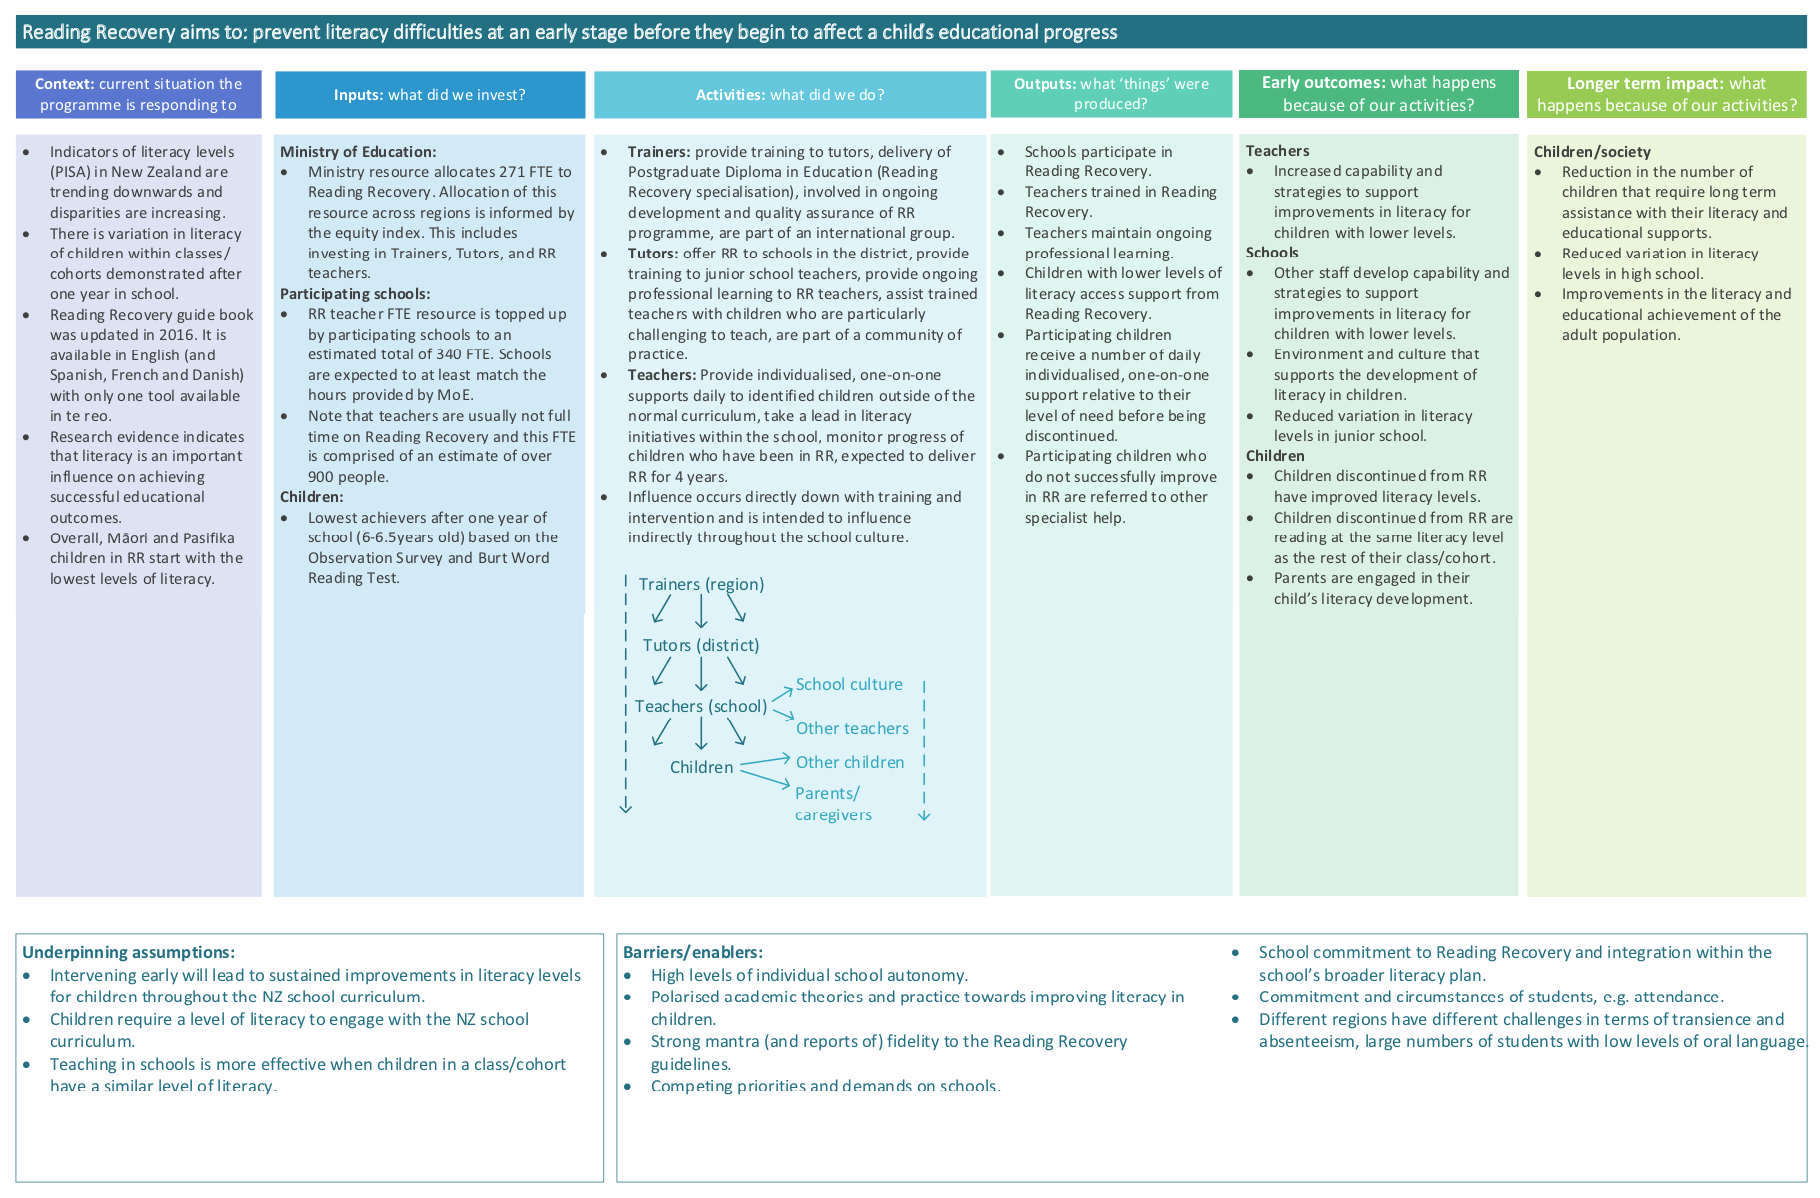 Reading Recovery aims to: prevent literacy difficulties at an early stage before they begin to affect a child's educational progress
Context: current situation the
programme is responding to
Indicators of literacy levels
(PISA) in New Zealand are
trending downwards and
disparities are increasing.
There is variation in literacy
of children within classes/
cohorts demonstrated after
one year in school.
Reading Recovery guide book
was updated in 2016. It is
available in English (and
Spanish, French and Danish)
with only one tool available
in te reo.
Research evidence indicates
that literacy is an important
influence on achieving
successful educational
outcomes.
Overall, Māori and Pasifika
children in RR start with the
lowest levels of literacy.
Inputs: what did we invest?
Ministry of Education:
Ministry resource allocates 271 FTE to
Reading Recovery. Allocation of this
resource across regions is informed by
the equity index. This includes
investing in Trainers, Tutors, and RR
teachers.
Participating schools:
RR teacher FTE resource is topped up
by participating schools to an
estimated total of 340 FTE. Schools
are expected to at least match the
hours provided by MoE.
Note that teachers are usually not full
time on Reading Recovery and this FTE
is comprised of an estimate of over
900 people.
Children:
Lowest achievers after one year of
school (6-6.5years old) based on the
Observation Survey and Burt Word
Reading Test.
Activities: what did we do?
Trainers: provide training to tutors, delivery of
Postgraduate Diploma in Education (Reading
Recovery specialisation), involved in ongoing
development and quality assurance of RR
programme, are part of an international group.
Tutors: offer RR to schools in the district, provide
training to junior school teachers, provide ongoing
professional learning to RR teachers, assist trained
teachers with children who are particularly
challenging to teach, are part of a community of
practice.
Teachers: Provide individualised, one-on-one
supports daily to identified children outside of the
normal curriculum, take a lead in literacy
initiatives within the school, monitor progress of
children who have been in RR, expected to deliver
RR for 4 years.
Influence occurs directly down with training and
intervention and is intended to influence
indirectly throughout the school culture.
Trainers (region)
Tutors (district)
Teachers (school)
Children
School culture
Other teachers
Other children
Parents/
caregivers
Outputs: what ‘things’ were
produced?
Schools participate in
Reading Recovery.
Teachers trained in Reading
Recovery.
Teachers maintain ongoing
professional learning.
Children with lower levels of
literacy access support from
Reading Recovery.
Participating children
receive a number of daily
individualised, one-on-one
support relative to their
level of need before being
discontinued.
Participating children who
do not successfully improve
in RR are referred to other
specialist help.
Early outcomes: what happens
because of our activities?
Teachers
Increased capability and
strategies to support
improvements in literacy for
children with lower levels.
Schools
Other staff develop capability and
strategies to support
improvements in literacy for
children with lower levels.
Environment and culture that
supports the development of
literacy in children.
Reduced variation in literacy
levels in junior school.
Children
Children discontinued from RR
have improved literacy levels.
Children discontinued from RR are
reading at the same literacy level
as the rest of their class/cohort.
Parents are engaged in their
child’s literacy development.
Longer term impact: what
happens because of our activities?
Children/society
Reduction in the number of
children that require long term
assistance with their literacy and
educational supports.
Reduced variation in literacy
levels in high school.
Improvements in the literacy and
educational achievement of the
adult population.
Underpinning assumptions:
Intervening early will lead to sustained improvements in literacy levels
for children throughout the NZ school curriculum.
Children require a level of literacy to engage with the NZ school
curriculum.
Teaching in schools is more effective when children in a class/cohort
have a similar level of literacy.
Barriers/enablers:
High levels of individual school autonomy.
Polarised academic theories and practice towards improving literacy in
children.
Strong mantra (and reports of) fidelity to the Reading Recovery
guidelines.
Competing priorities and demands on schools.
School commitment to Reading Recovery and integration within the
school’s broader literacy plan.
Commitment and circumstances of students, e.g. attendance.
Different regions have different challenges in terms of transience and
absenteeism, large numbers of students with low levels of oral language.